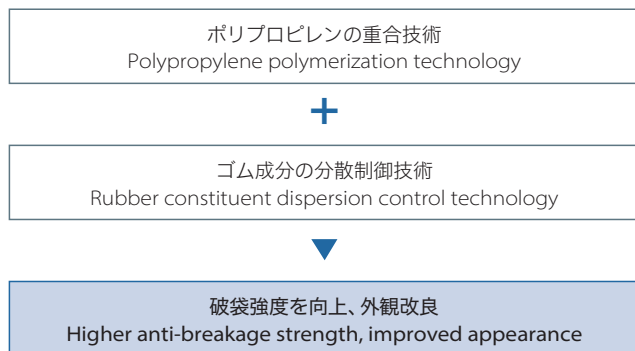 ポリプロピレンの重合技術
Polypropylene polymerization technology
+
ゴム成分の分散制御技術
Rubber constituent dispersion control technology
破袋強度を向上、外観改良
Higher anti-breakage strength, improved appearance